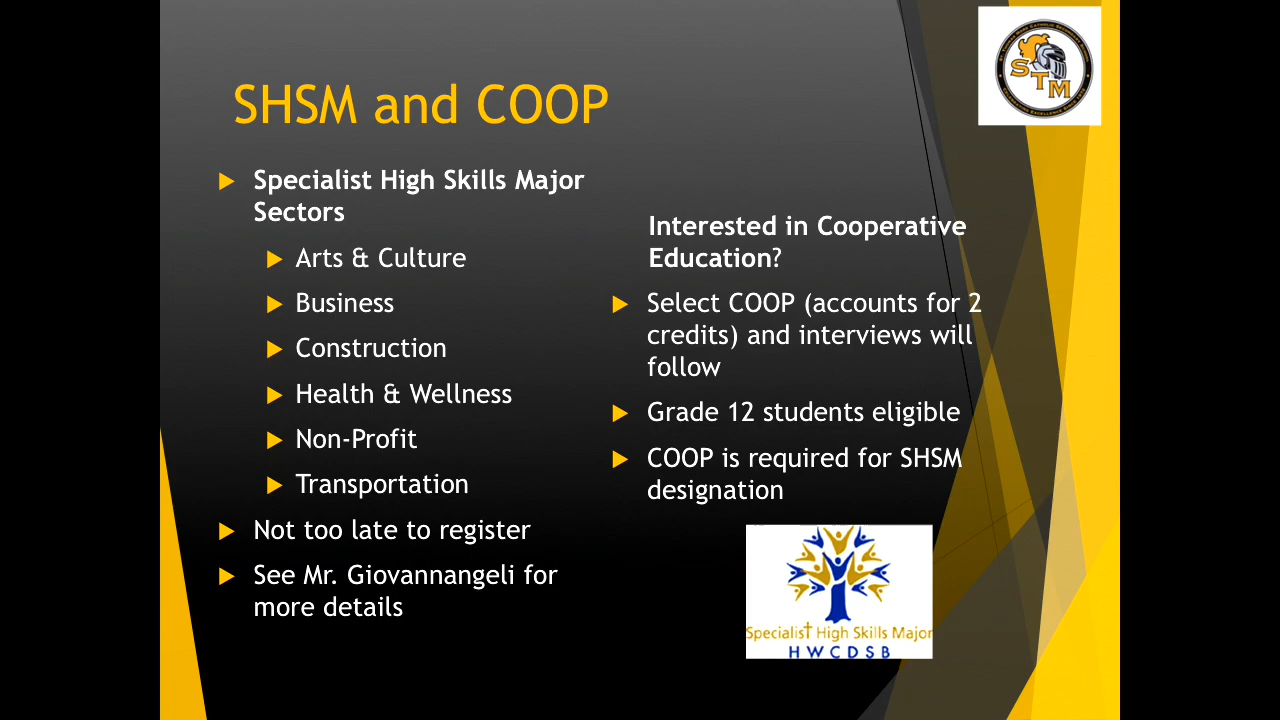 SHSM and COOP
Specialist High Skills Major
Sectors
Arts & Culture
Business
Construction
Health & Wellness
Non-Profit
Transportation
Not too late to register
See Mr. Giovannangeli for
more details
Interested in Cooperative
Education?
Select COOP (accounts for 2
credits) and interviews will
follow
Grade 12 students eligible
COOP is required for SHSM
designation
STM
Specialist High Skills Major
HWCDSB